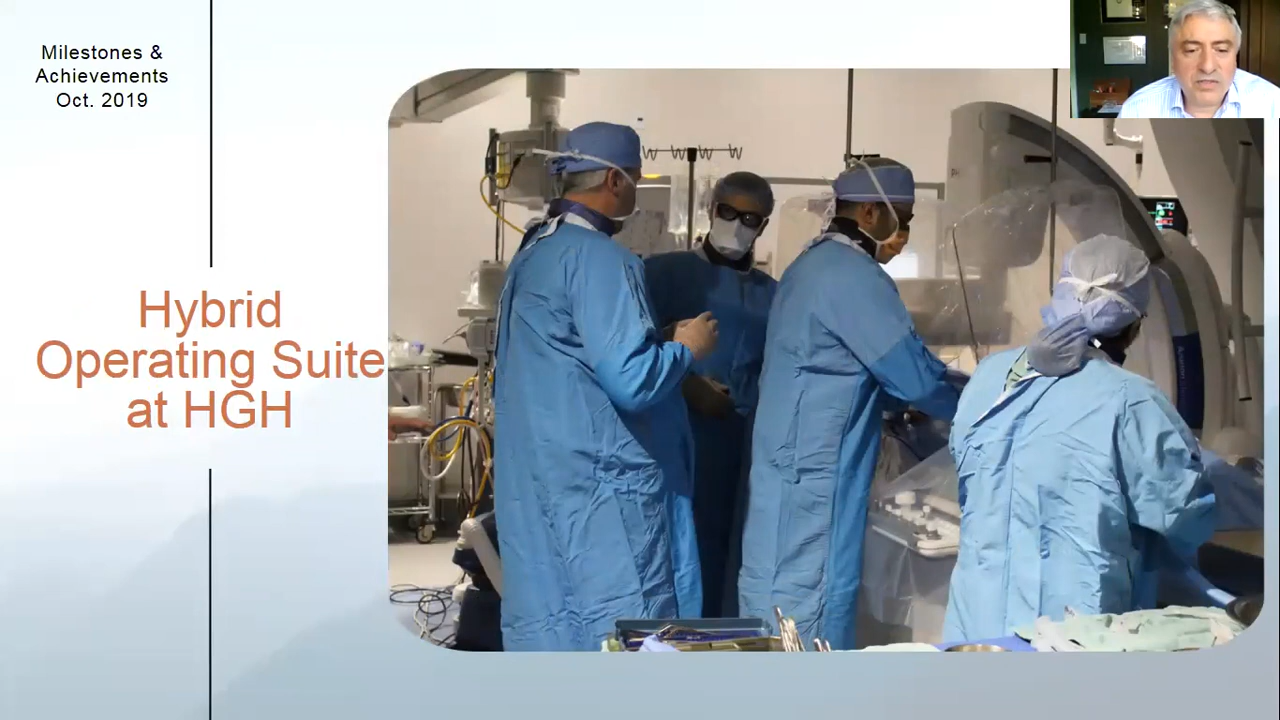 Milestones &
Achievements
Oct. 2019
Hybrid
Operating Suite
at HGH